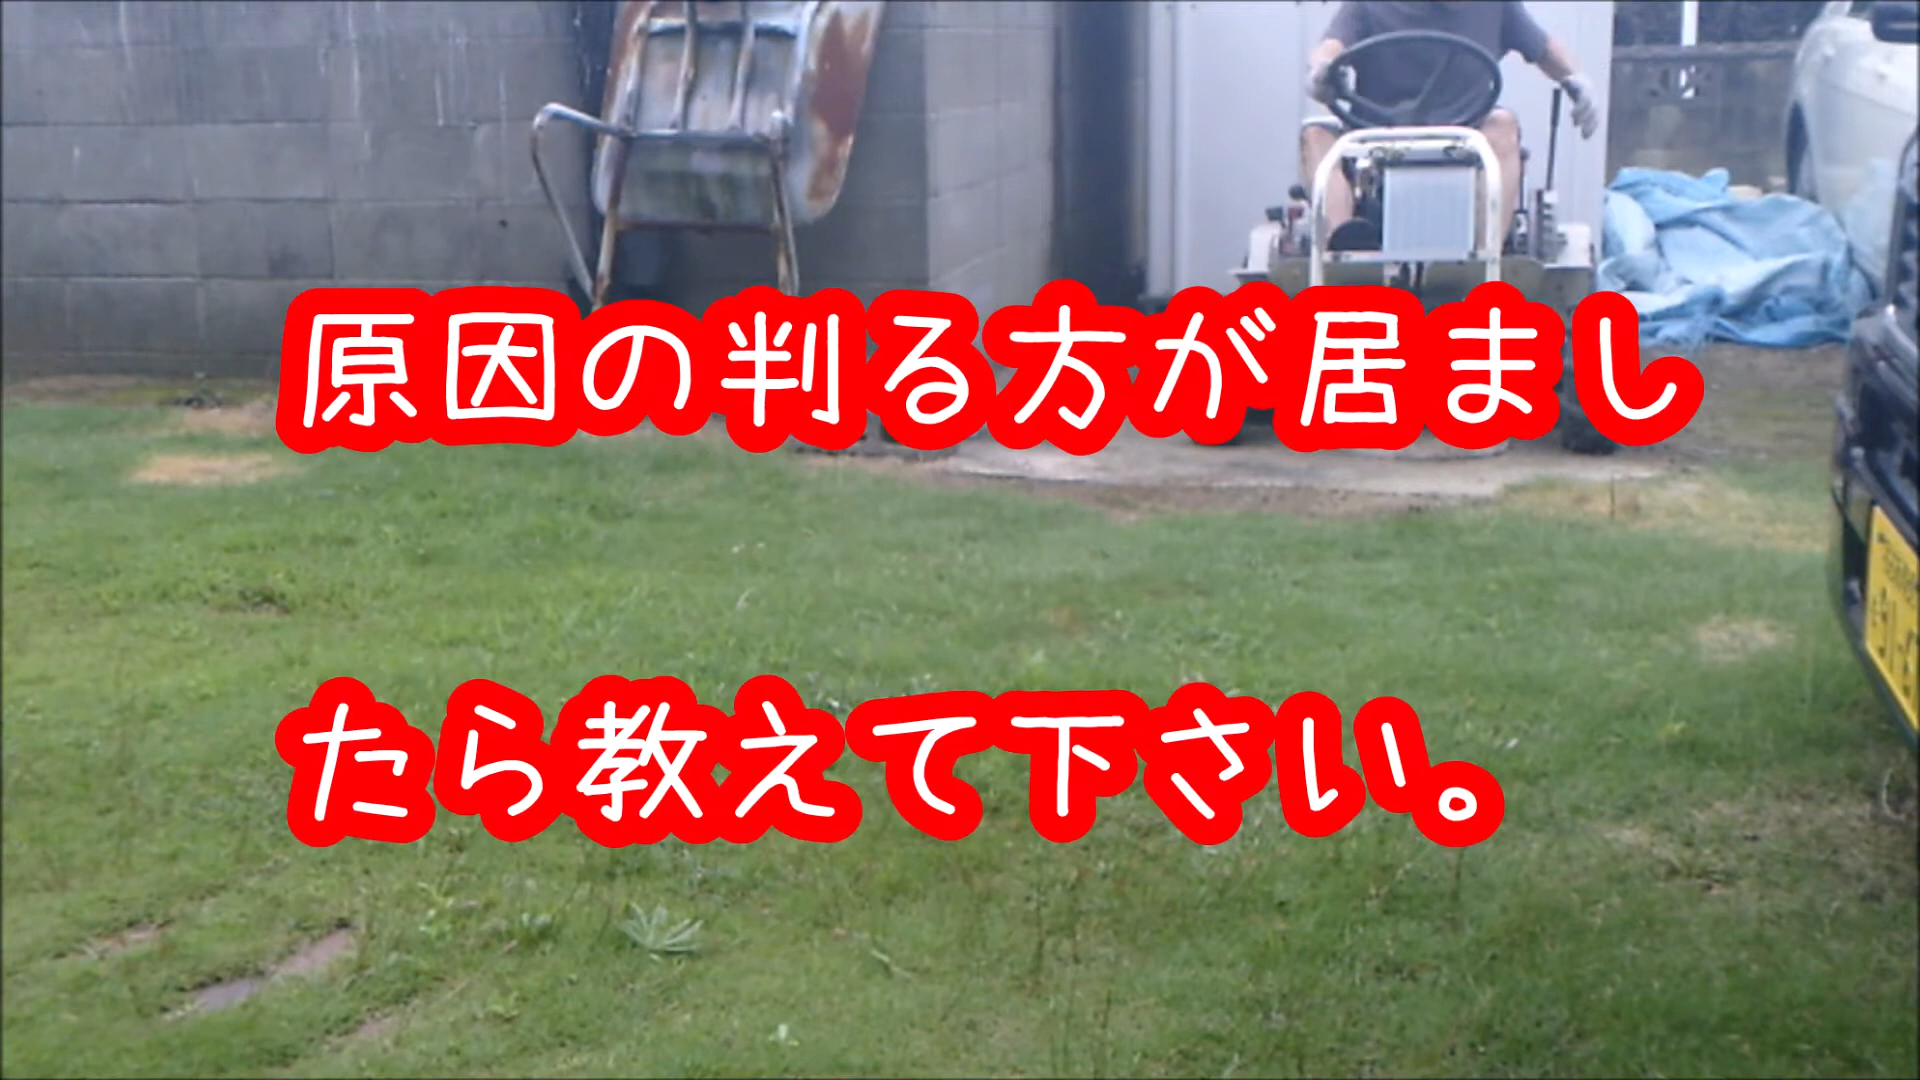 原因の判る方が居まし
たら教えて下さい。